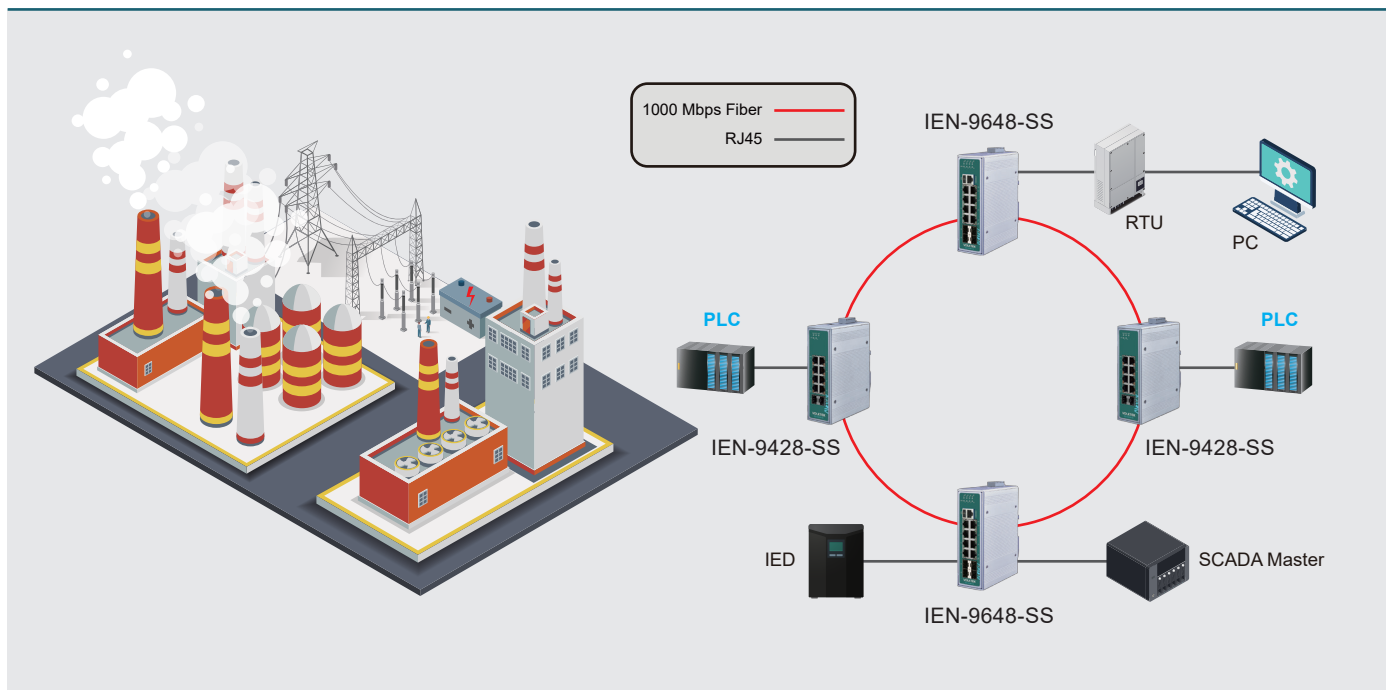 1000 Mbps Fiber
RJ45
IEN-9648-SS
RTU
PC
PLC
PLC
IEN-9428-SS
IEN-9428-SS
IED
SCADA Master
IEN-9648-SS